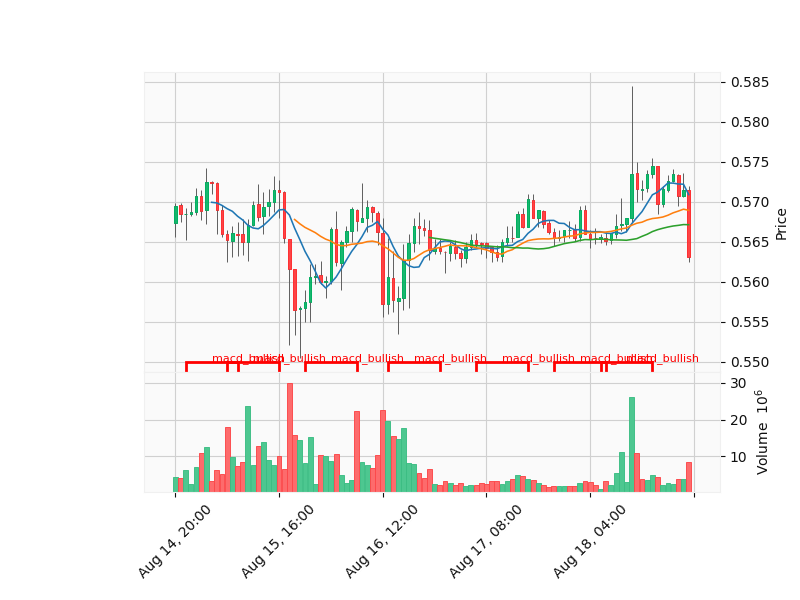 0.585
0.580
0.575
0.570
0.565
0.560
0.555
0.550
Price
macd_bullish
macd_bullish
macd_bullish
macd_bullish
macd_bullish
macd_bullish
macd_bullish
30
20
10
Volume 10^6
Aug 14, 20:00
Aug 15, 16:00
Aug 16, 12:00
Aug 17, 08:00
Aug 18, 04:00